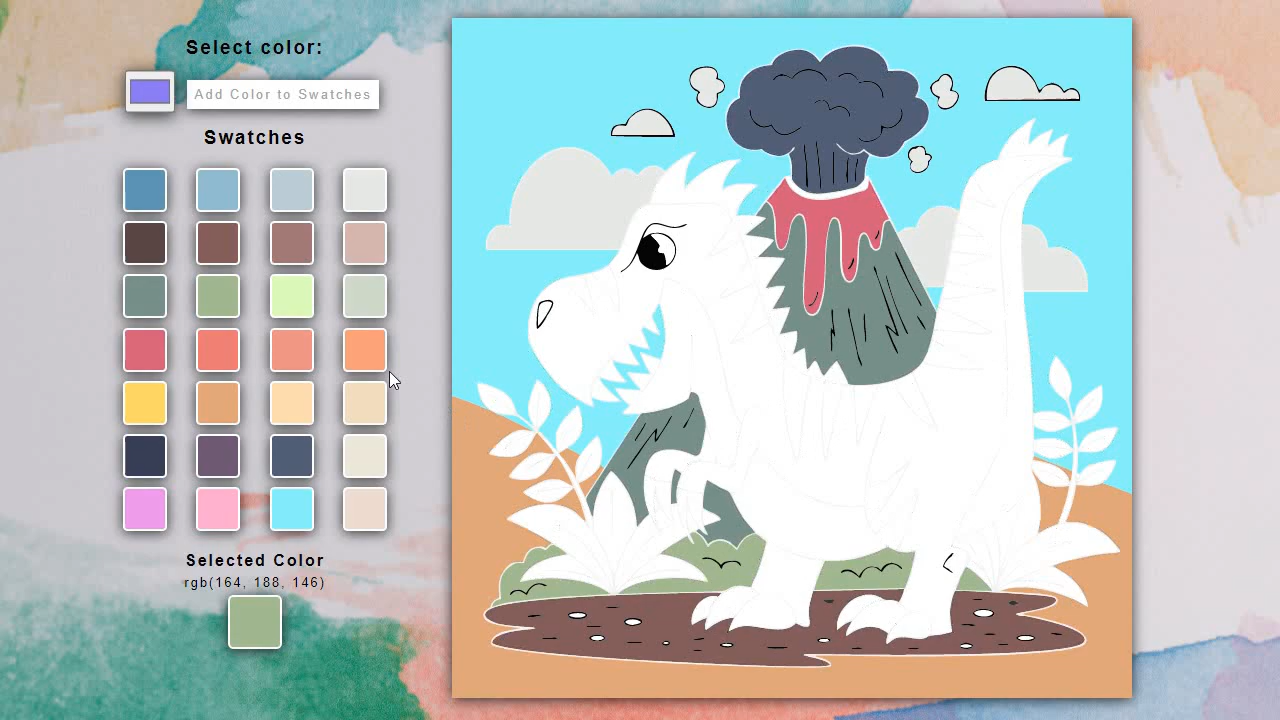 Select color:
Add Color to Swatches
Swatches
Selected Color
rgb(164, 188, 146)